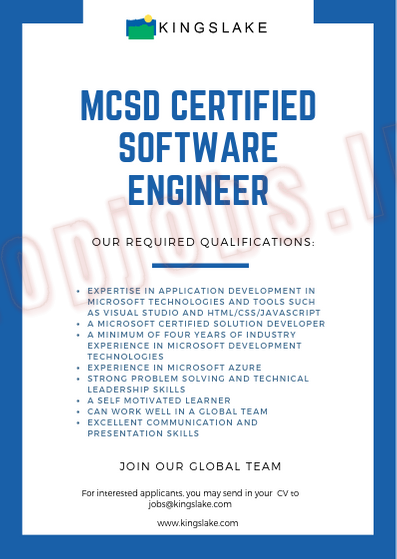 KINGSLAKE
MCSD CERTIFIED
SOFTWARE
ENGINEER
OUR REQUIRED QUALIFICATIONS:
• EXPERTISE IN APPLICATION DEVELOPMENT IN
MICROSOFT TECHNOLOGIES AND TOOLS SUCH
AS VISUAL STUDIO AND HTML/CSS/JAVASCRIPT
• A MICROSOFT CERTIFIED SOLUTION DEVELOPER
• A MINIMUM OF FOUR YEARS OF INDUSTRY
EXPERIENCE IN MICROSOFT DEVELOPMENT
TECHNOLOGIES
• EXPERIENCE IN MICROSOFT AZURE
• STRONG PROBLEM SOLVING AND TECHNICAL
LEADERSHIP SKILLS
• A SELF MOTIVATED LEARNER
• CAN WORK WELL IN A GLOBAL TEAM
• EXCELLENT COMMUNICATION AND
PRESENTATION SKILLS
JOIN OUR GLOBAL TEAM
For interested applicants, you may send in your CV to
jobs@kingslake.com
www.kingslake.com